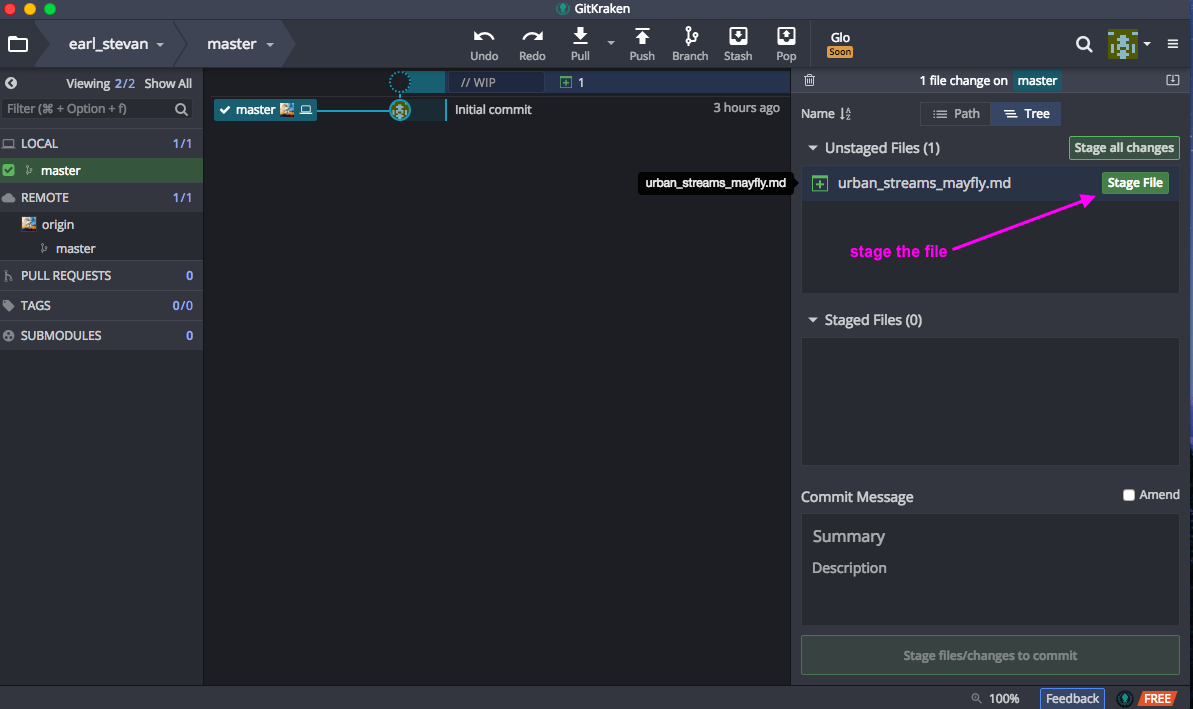 GitKraken
earl_stevan
master
Undo
Redo
Pull
Push
Branch
Stash
Pop
Glo
Soon
Viewing 2/2 Show All
Filter (⌘ + Option + f)
LOCAL 1/1
master
REMOTE 1/1
origin
master
PULL REQUESTS 0
TAGS 0/0
SUBMODULES 0
// WIP 1
master Initial commit 3 hours ago
1 file change on master
Name Path Tree
Unstaged Files (1) Stage all changes
urban_streams_mayfly.md
urban_streams_mayfly.md Stage File
stage the file
Staged Files (0)
Commit Message Amend
Summary
Description
Stage files/changes to commit
100% Feedback FREE